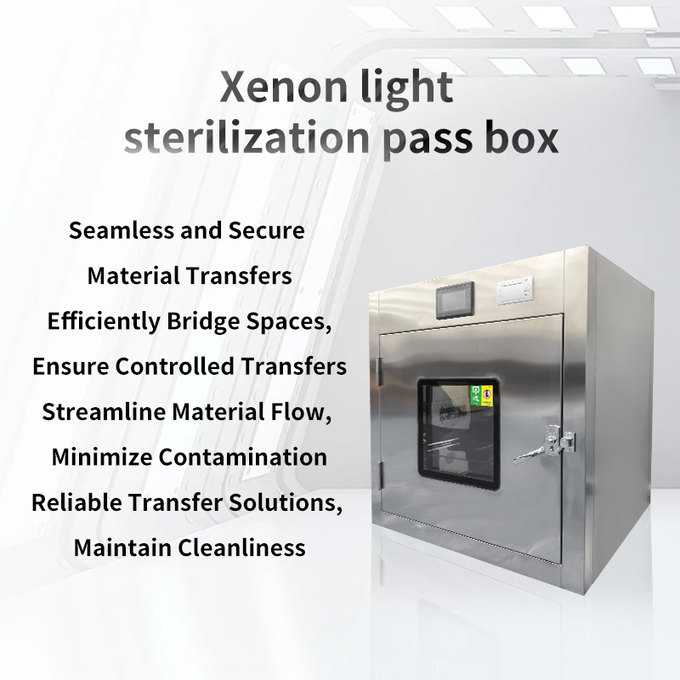 Xenon light
sterilization pass box
Seamless and Secure
Material Transfers
Efficiently Bridge Spaces,
Ensure Controlled Transfers
Streamline Material Flow,
Minimize Contamination
Reliable Transfer Solutions,
Maintain Cleanliness